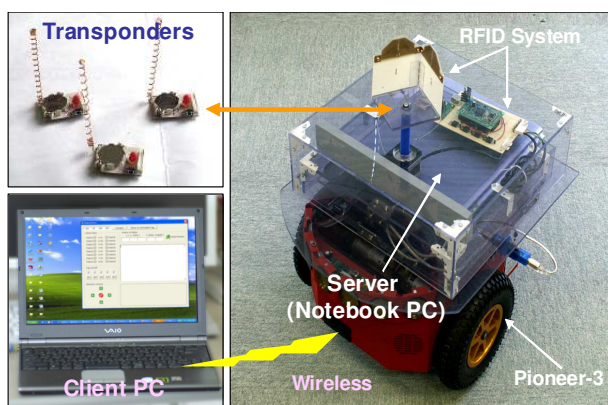 Transponders
RFID System
Server
(Notebook PC)
VAIO
Client PC
Wireless
Pioneer-3